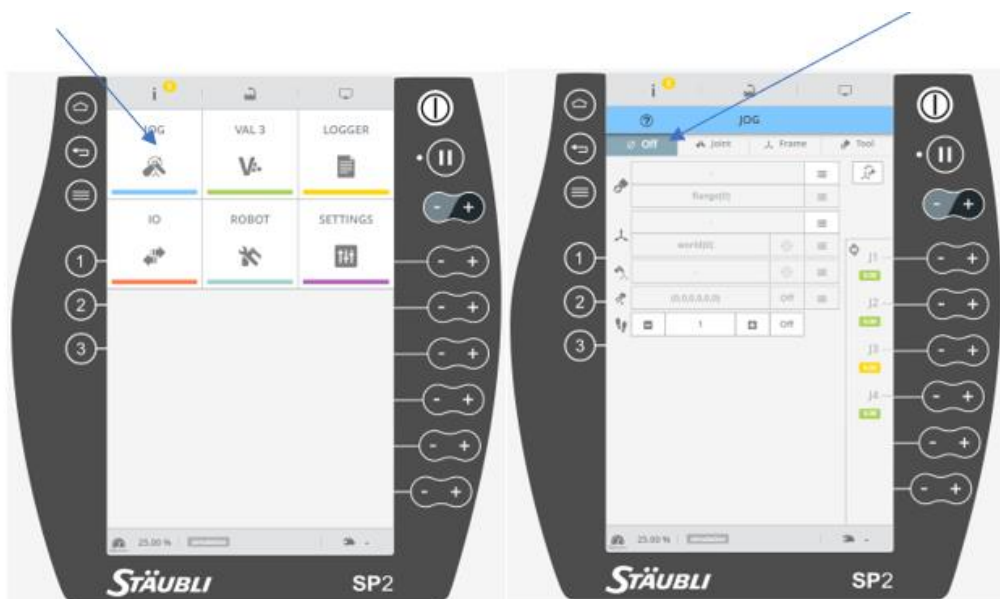 JOG VAL 3 LOGGER
IO ROBOT SETTINGS
1
2
3
25.00 %
STÄUBLI SP2
JOG
Off Joint Frame Tool
flange[0]
world[0]
1
J1
2
(0,0,0,0,0,0) Off
J2
1 Off
3
J3
J4
25.00 %
STÄUBLI SP2